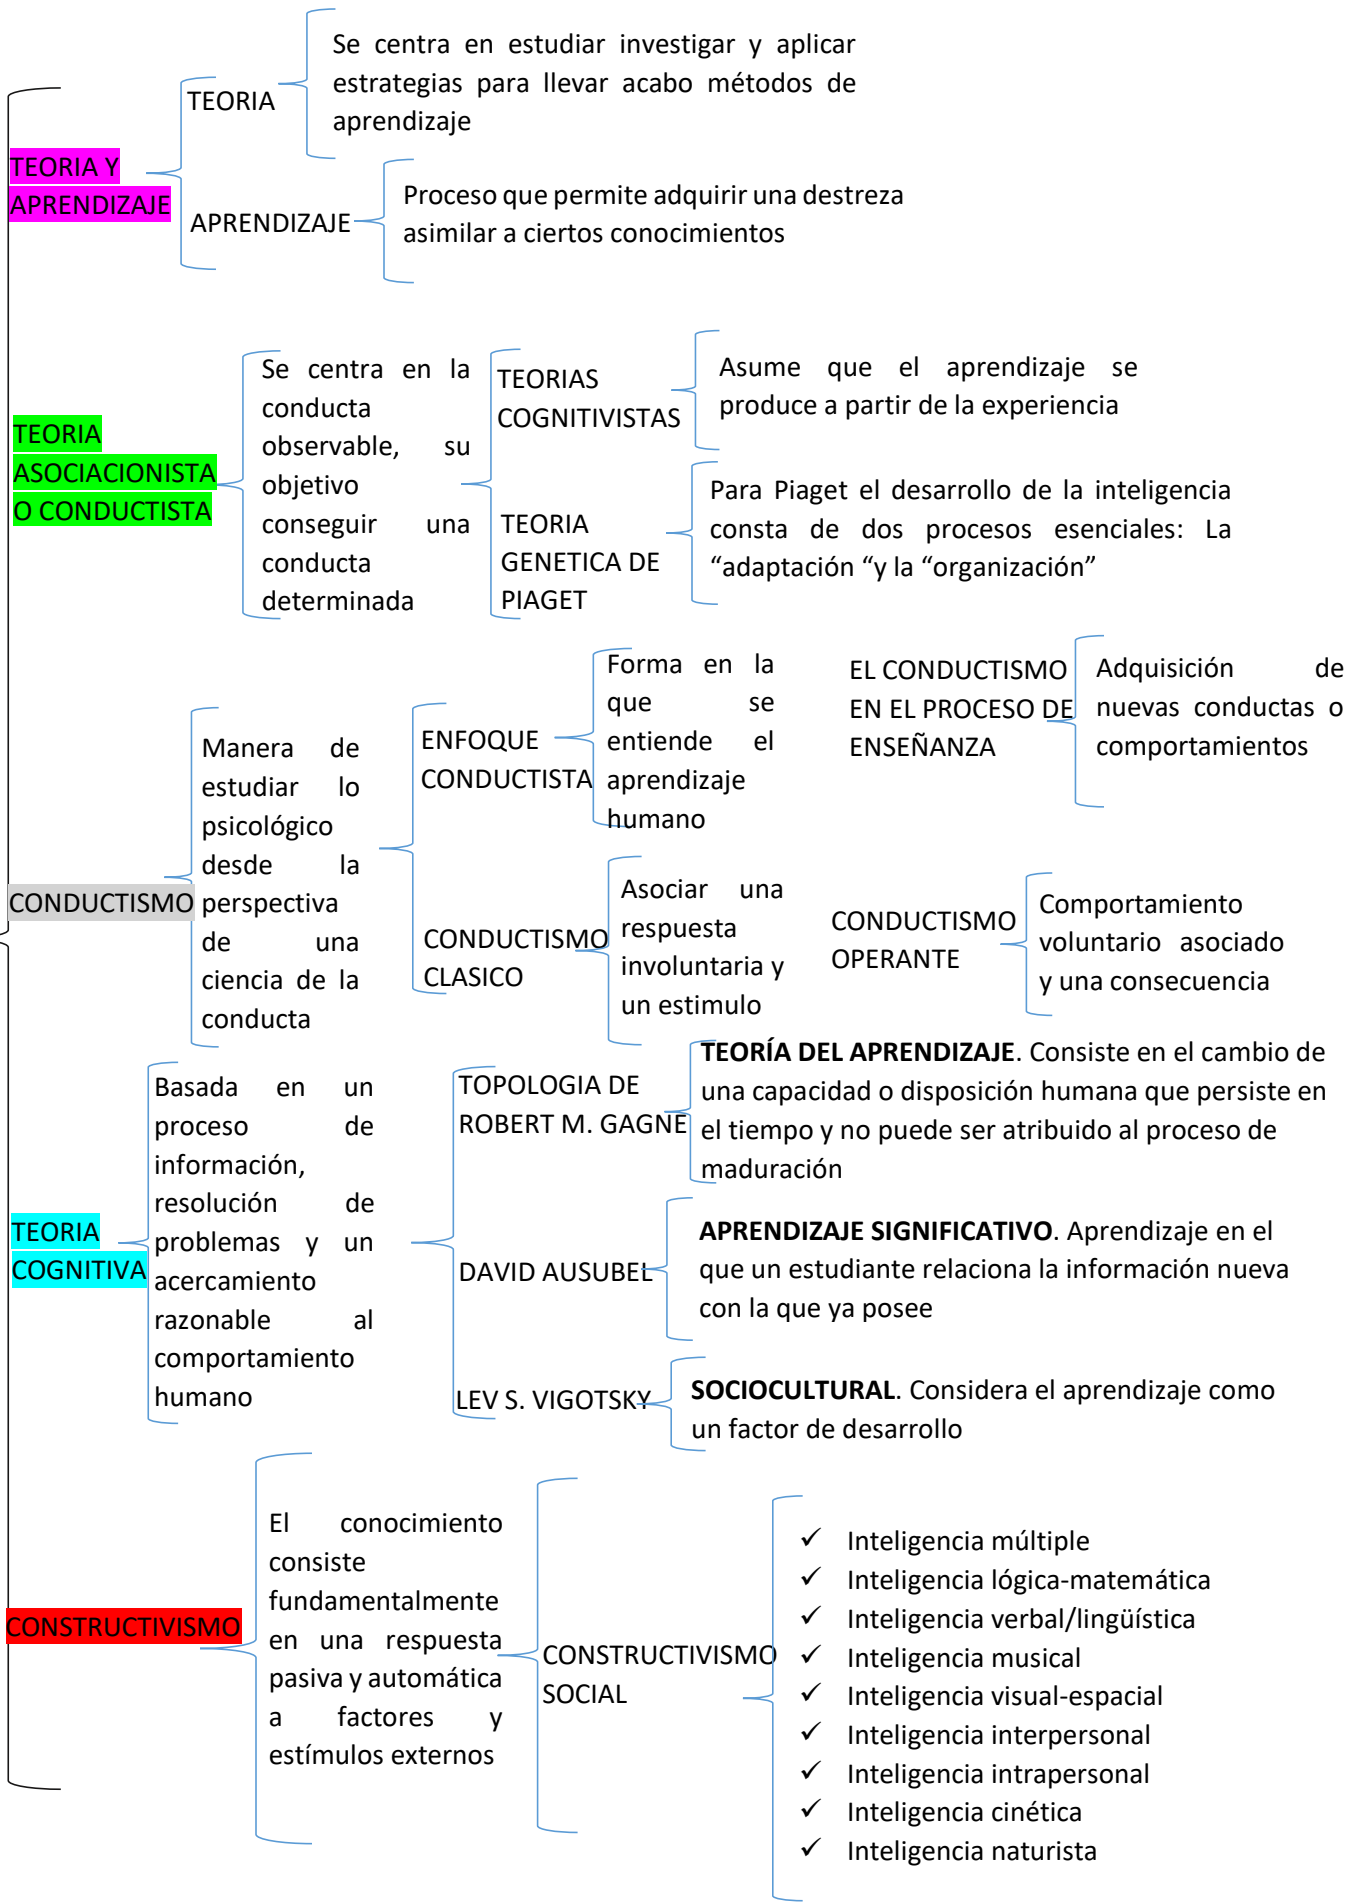 TEORIA Y
APRENDIZAJE
TEORIA
Se centra en estudiar investigar y aplicar
estrategias para llevar acabo métodos de
aprendizaje
APRENDIZAJE
Proceso que permite adquirir una destreza
asimilar a ciertos conocimientos
TEORIA
ASOCIACIONISTA
O CONDUCTISTA
Se centra en la
conducta
observable, su
objetivo
conseguir una
conducta
determinada
TEORIAS
COGNITIVISTAS
Asume que el aprendizaje se
produce a partir de la experiencia
TEORIA
GENETICA DE
PIAGET
Para Piaget el desarrollo de la inteligencia
consta de dos procesos esenciales: La
“adaptación “y la “organización”
CONDUCTISMO
Manera de
estudiar lo
psicológico
desde la
perspectiva
de una
ciencia de la
conducta
ENFOQUE
CONDUCTISTA
Forma en la
que se
entiende el
aprendizaje
humano
EL CONDUCTISMO
EN EL PROCESO DE
ENSEÑANZA
Adquisición de
nuevas conductas o
comportamientos
CONDUCTISMO
CLASICO
Asociar una
respuesta
involuntaria y
un estimulo
CONDUCTISMO
OPERANTE
Comportamiento
voluntario asociado
y una consecuencia
TEORIA
COGNITIVA
Basada en un
proceso de
información,
resolución de
problemas y un
acercamiento
razonable al
comportamiento
humano
TOPOLOGIA DE
ROBERT M. GAGNE
TEORÍA DEL APRENDIZAJE. Consiste en el cambio de
una capacidad o disposición humana que persiste en
el tiempo y no puede ser atribuido al proceso de
maduración
DAVID AUSUBEL
APRENDIZAJE SIGNIFICATIVO. Aprendizaje en el
que un estudiante relaciona la información nueva
con la que ya posee
LEV S. VIGOTSKY
SOCIOCULTURAL. Considera el aprendizaje como
un factor de desarrollo
CONSTRUCTIVISMO
El conocimiento
consiste
fundamentalmente
en una respuesta
pasiva y automática
a factores y
estímulos externos
CONSTRUCTIVISMO
SOCIAL
✓ Inteligencia múltiple
✓ Inteligencia lógica-matemática
✓ Inteligencia verbal/lingüística
✓ Inteligencia musical
✓ Inteligencia visual-espacial
✓ Inteligencia interpersonal
✓ Inteligencia intrapersonal
✓ Inteligencia cinética
✓ Inteligencia naturista